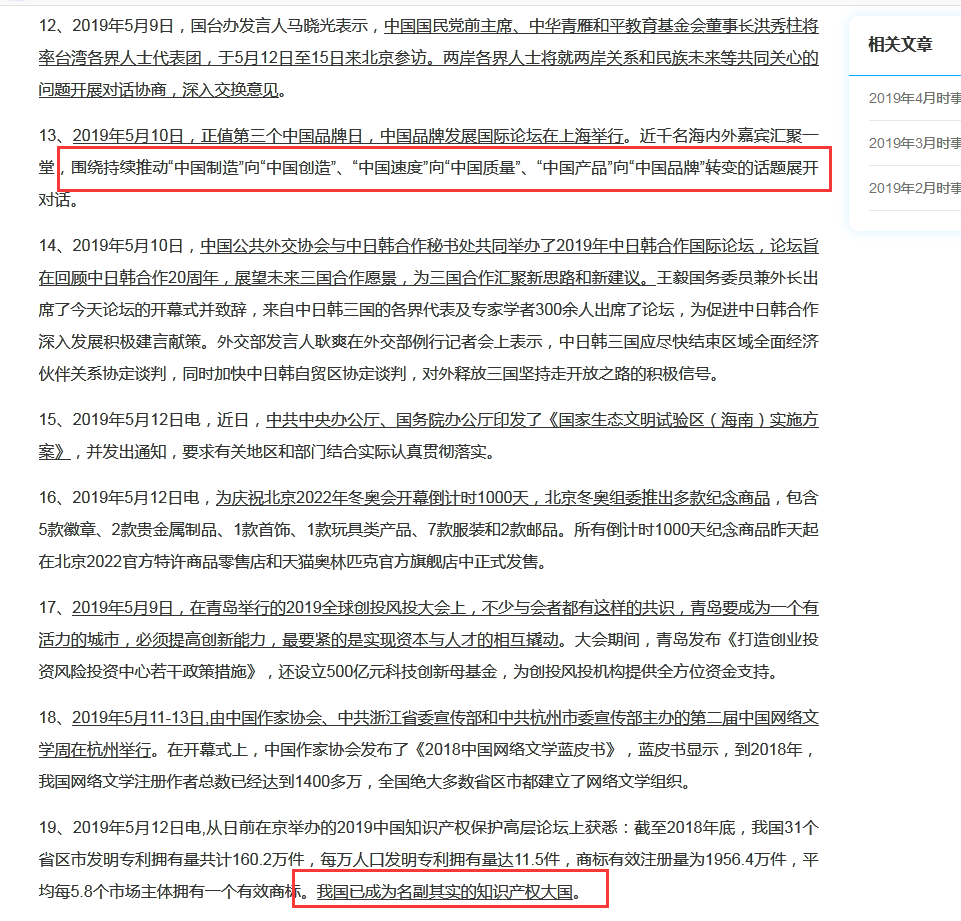 12、2019年5月9日，国台办发言人马晓光表示，中国国民党前主席、中华青雁和平教育基金会董事长洪秀柱将
率台湾各界人士代表团，于5月12日至15日来北京参访。两岸各界人士将就两岸关系和民族未来等共同关心的
问题开展对话协商，深入交换意见。
13、2019年5月10日，正值第三个中国品牌日，中国品牌发展国际论坛在上海举行。近千名海内外嘉宾汇聚一
堂，围绕持续推动“中国制造”向“中国创造”、“中国速度”向“中国质量”、“中国产品”向“中国品牌”转变的话题展开
对话。
14、2019年5月10日，中国公共外交协会与中日韩合作秘书处共同举办了2019年中日韩合作国际论坛，论坛旨
在回顾中日韩合作20周年，展望未来三国合作愿景，为三国合作汇聚新思路和新建议。王毅国务委员兼外长出
席了今天论坛的开幕式并致辞，来自中日韩三国的各界代表及专家学者300余人出席了论坛，为促进中日韩合作
深入发展积极建言献策。外交部发言人耿爽在外交部例行记者会上表示，中日韩三国应尽快结束区域全面经济
伙伴关系协定谈判，同时加快中日韩自贸区协定谈判，对外释放三国坚持走开放之路的积极信号。
15、2019年5月12日电，近日，中共中央办公厅、国务院办公厅印发了《国家生态文明试验区（海南）实施方
案》，并发出通知，要求有关地区和部门结合实际认真贯彻落实。
16、2019年5月12日电，为庆祝北京2022年冬奥会开幕倒计时1000天，北京冬奥组委推出多款纪念商品，包含
5款徽章、2款贵金属制品、1款首饰、1款玩具类产品、7款服装和2款邮品。所有倒计时1000天纪念商品昨天起
在北京2022官方特许商品零售店和天猫奥林匹克官方旗舰店中正式发售。
17、2019年5月9日，在青岛举行的2019全球创投风投大会上，不少与会者都有这样的共识，青岛要成为一个有
活力的城市，必须提高创新能力，最要紧的是实现资本与人才的相互撬动。大会期间，青岛发布《打造创业投
资风险投资中心若干政策措施》，还设立500亿元科技创新母基金，为创投风投机构提供全方位资金支持。
18、2019年5月11-13日,由中国作家协会、中共浙江省委宣传部和中共杭州市委宣传部主办的第二届中国网络文
学周在杭州举行。在开幕式上，中国作家协会发布了《2018中国网络文学蓝皮书》，蓝皮书显示，到2018年，
我国网络文学注册作者总数已经达到1400多万，全国绝大多数省区市都建立了网络文学组织。
19、2019年5月12日电,从日前在京举办的2019中国知识产权保护高层论坛上获悉：截至2018年底，我国31个
省区市发明专利拥有量共计160.2万件，每万人口发明专利拥有量达11.5件，商标有效注册量为1956.4万件，平
均每5.8个市场主体拥有一个有效商标。我国已成为名副其实的知识产权大国。
相关文章
2019年4月时事
2019年3月时事
2019年2月时事